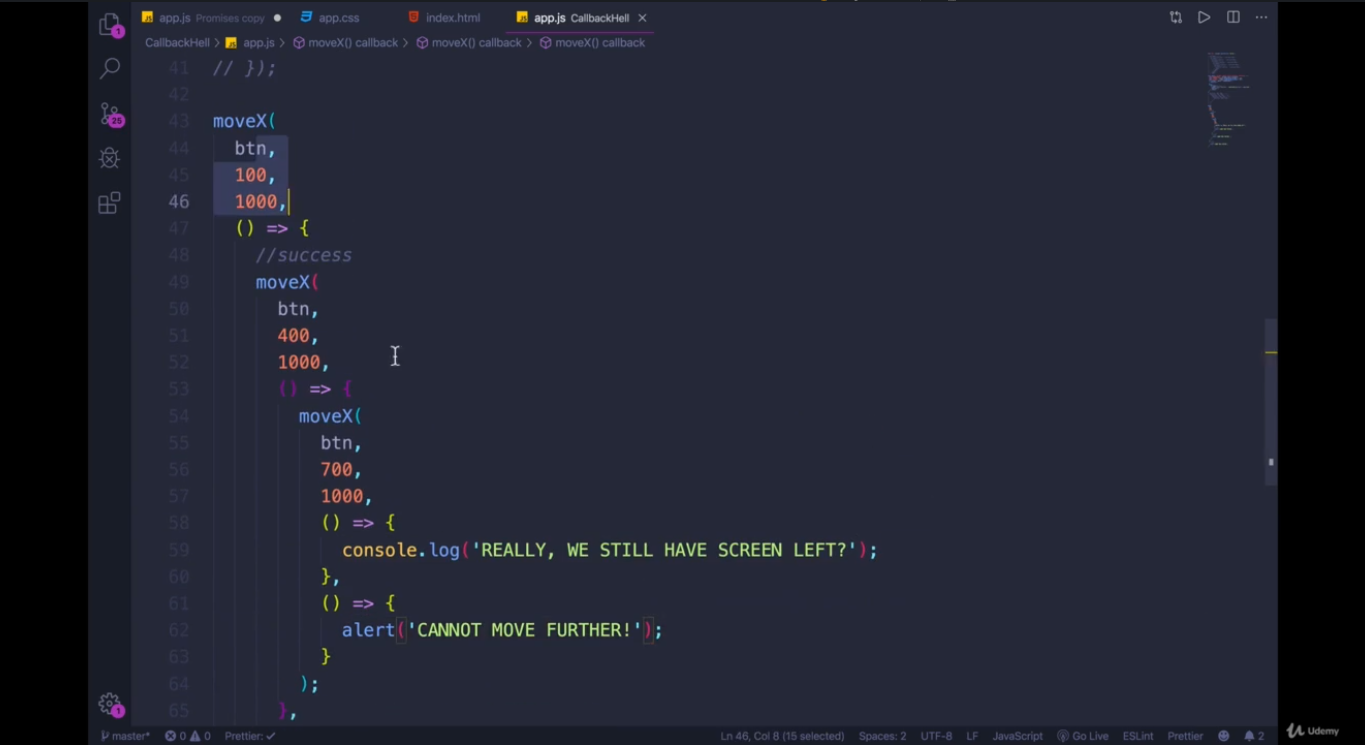 app.js Promises copy ● app.css index.html app.js CallbackHell ×
CallbackHell > app.js > moveX() callback > moveX() callback > moveX() callback
41 // });
42
43 moveX(
44 btn,
45 100,
46 1000,
47 () => {
48 //success
49 moveX(
50 btn,
51 400,
52 1000,
53 () => {
54 moveX(
55 btn,
56 700,
57 1000,
58 () => {
59 console.log('REALLY, WE STILL HAVE SCREEN LEFT?');
60 },
61 () => {
62 alert('CANNOT MOVE FURTHER!');
63 }
64 );
65 },
1
25
1
master* 0 0 Prettier: ✓ Ln 46, Col 8 (15 selected) Spaces: 2 UTF-8 LF JavaScript Go Live ESLint Prettier 2
Udemy